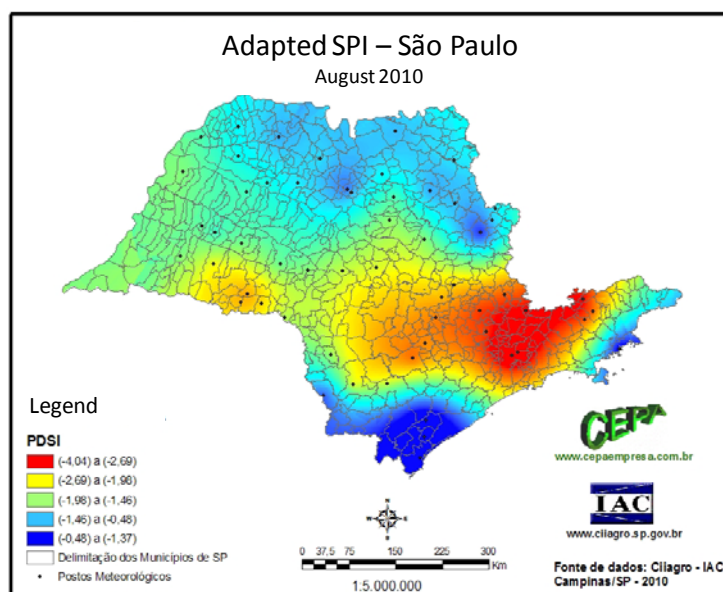 Adapted SPI – São Paulo
August 2010
Legend
PDSI
(-4,04) a (-2,69)
(-2,69) a (-1,96)
(-1,98) a (-1,46)
(-1,46) a (-0,48)
(-0,48) a (-1,37)
Delimitação dos Municípios de SP
Postos Meteorológicos
N
W E
S
0 37.5 75 150 225 300
Km
1:5.000.000
CEPA
www.cepaempresa.com.br
IAC
www.ciiagro.sp.gov.br
Fonte de dados: Ciiagro - IAC
Campinas/SP - 2010